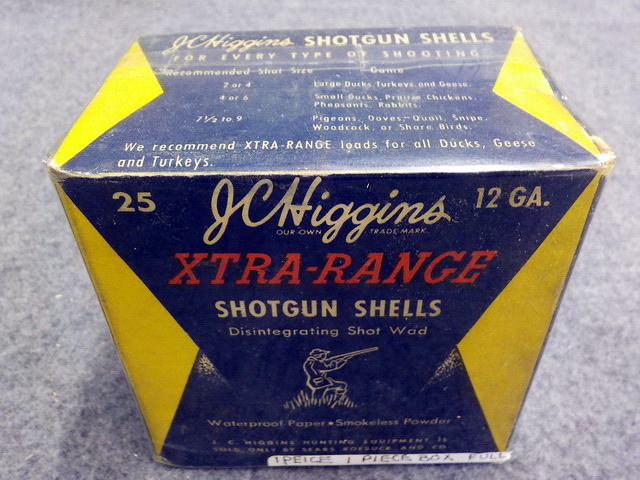 J.C.Higgins SHOTGUN SHELLS
FOR EVERY TYPE OF SHOOTING
Recommended Shot Size Game
2 or 4 Large Ducks, Turkeys and Geese.
4 or 6 Small Ducks, Prairie Chickens,
Pheasants, Rabbits.
7½ to 9 Pigeons, Doves, Quail, Snipe,
Woodcock, or Shore Birds.
We recommend XTRA-RANGE loads for all Ducks, Geese
and Turkeys.
25 J.C.Higgins 12 GA.
OUR OWN TRADE MARK
XTRA-RANGE
SHOTGUN SHELLS
Disintegrating Shot Wad
Waterproof Paper • Smokeless Powder
J. C. HIGGINS HUNTING EQUIPMENT IS
SOLD ONLY BY SEARS ROEBUCK AND CO.
1 PEICE 1 PIECE BOX FULL